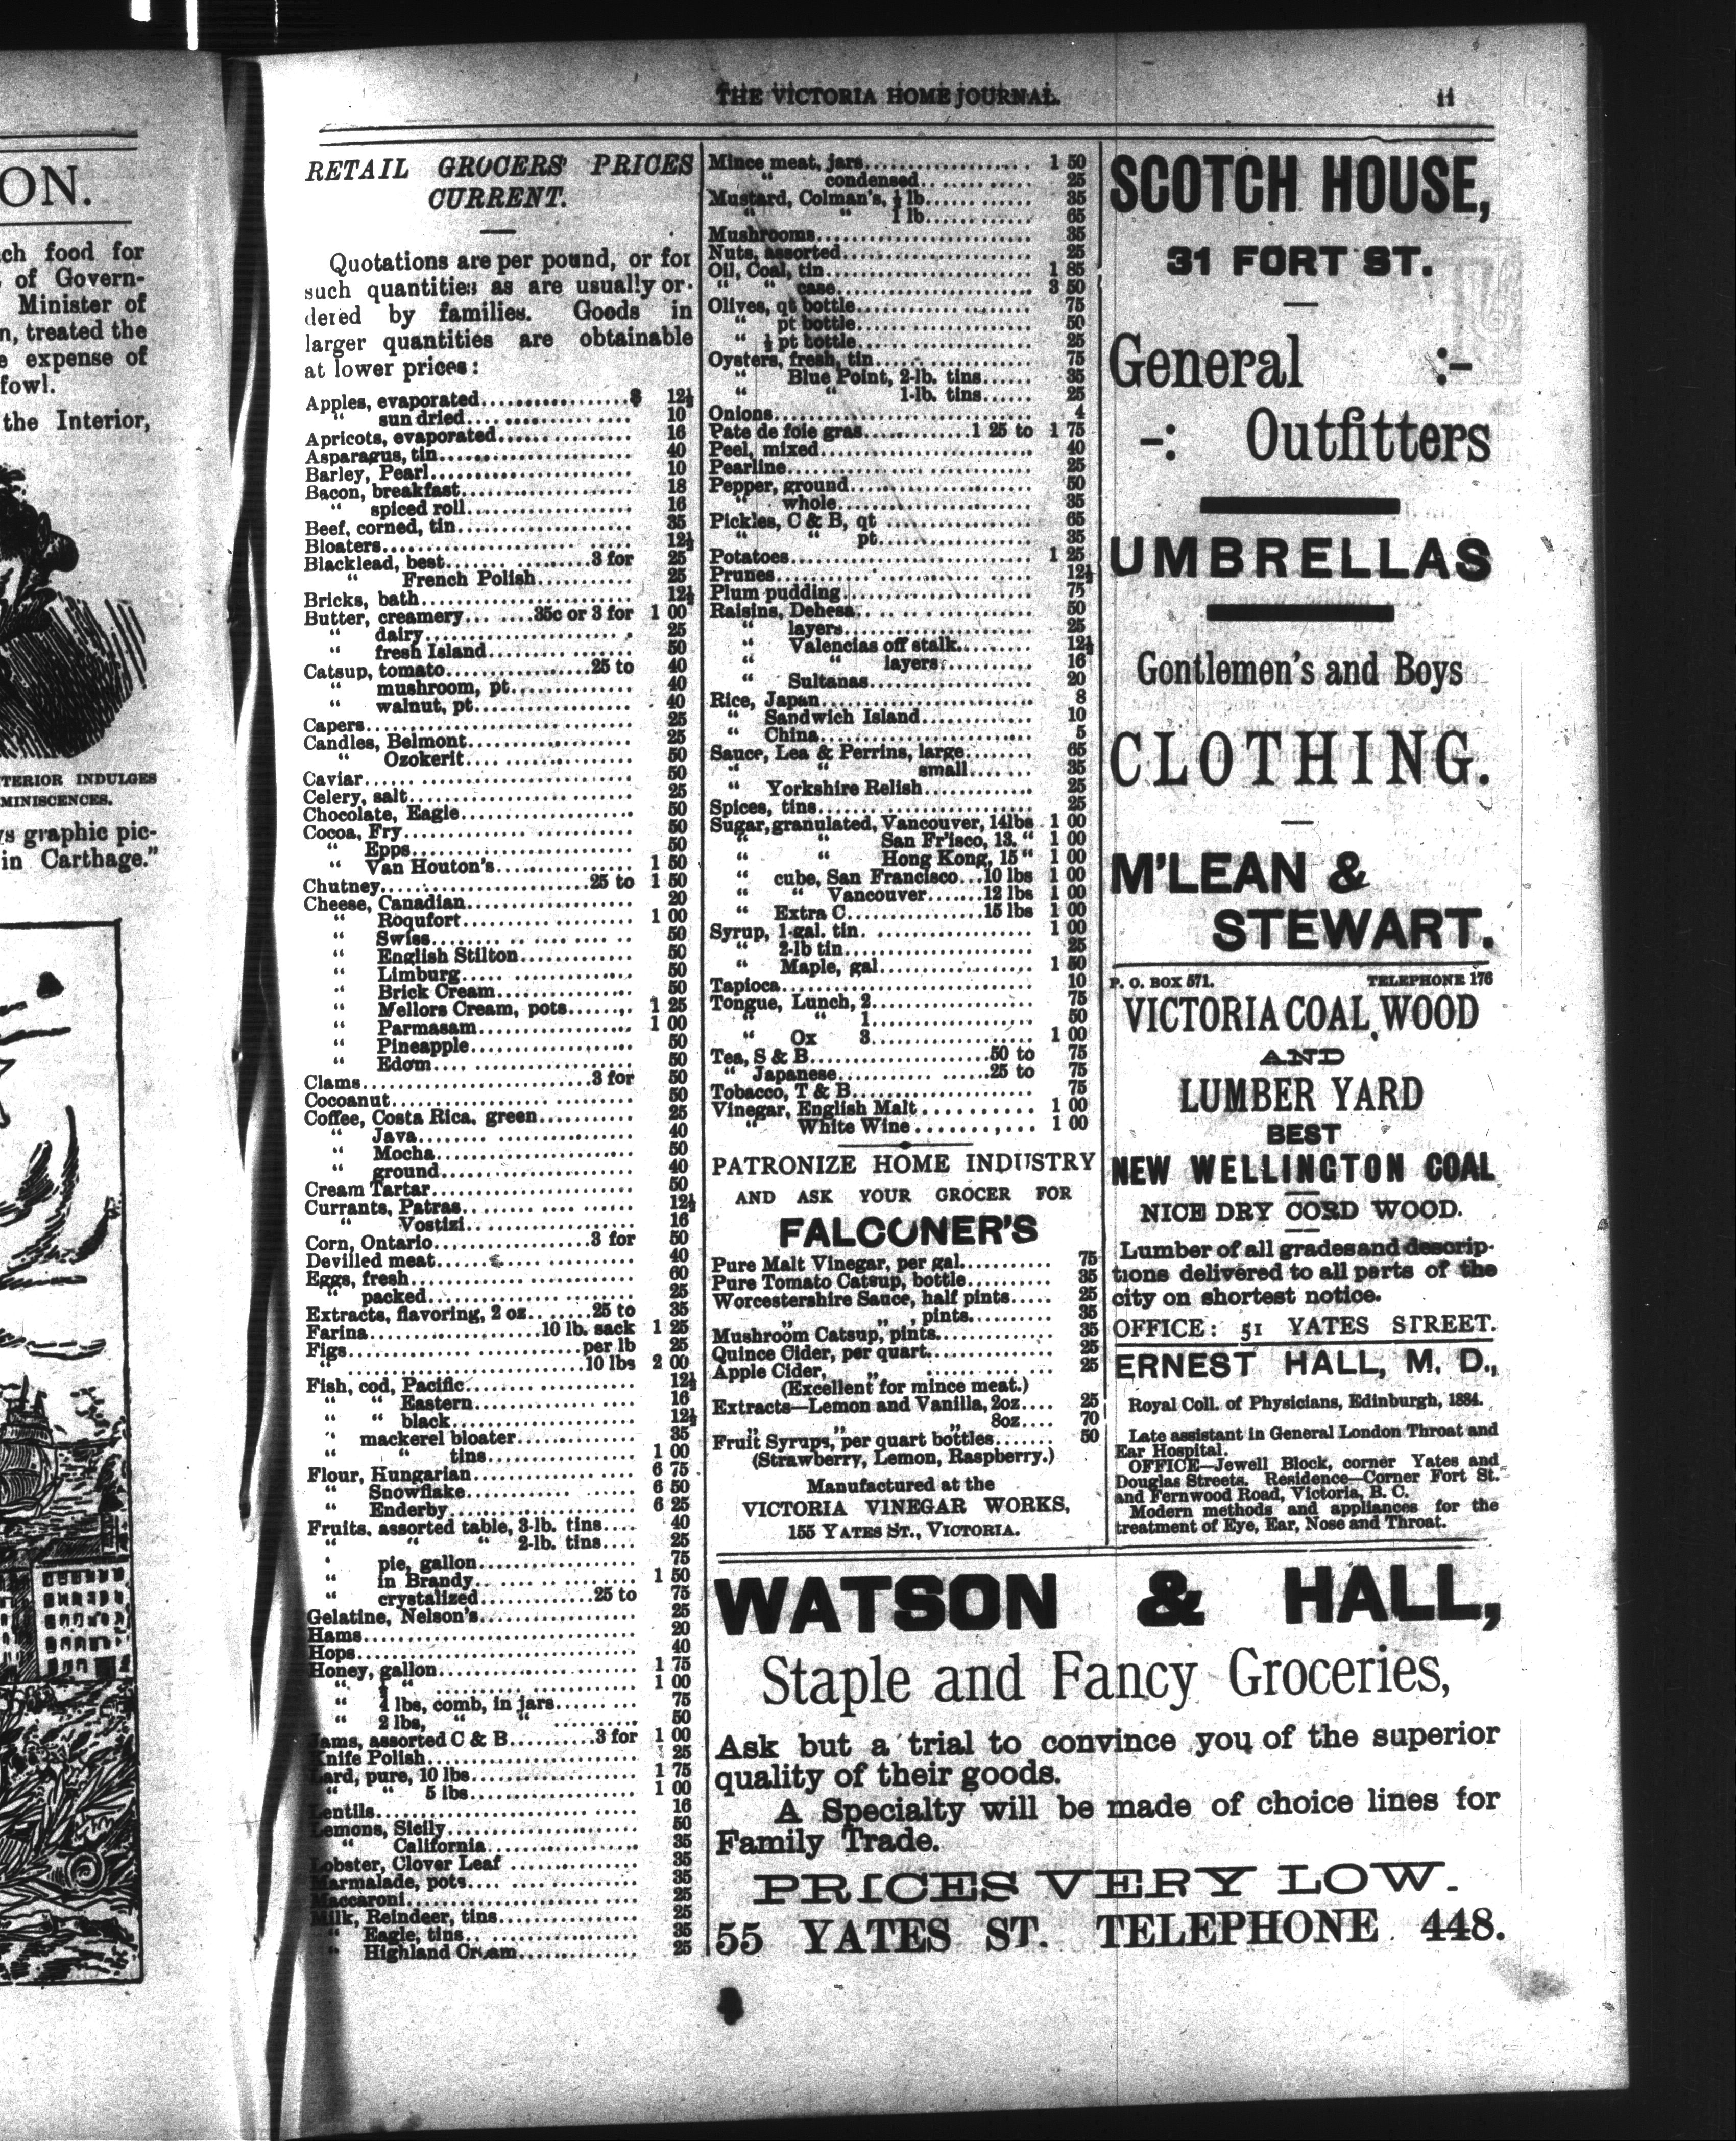 ON.
ch food for
of Govern-
Minister of
n, treated the
e expense of
fowl.
the Interior,
TERIOR INDULGES
MINISCENCES.
's graphic pic-
in Carthage."
THE VICTORIA HOME JOURNAL.
ii
RETAIL GROCERS' PRICES
CURRENT.
Quotations are per pound, or for
such quantities as are usually or-
dered by families. Goods in
larger quantities are obtainable
at lower prices:
Apples, evaporated..............$ 12½
" sun dried.............. 10
Apricots, evaporated.............. 16
Asparagus, tin.............. 40
Barley, Pearl.............. 10
Bacon, breakfast.............. 18
" spiced roll.............. 16
Beef, corned, tin.............. 35
Bloaters.............. 12½
Blacklead, best..............3 for 25
" French Polish.............. 25
Bricks, bath.............. 12½
Butter, creamery... ......35c or 3 for 1 00
" dairy.............. 25
" fresh Island.............. 50
Catsup, tomato..............25 to 40
" mushroom, pt.............. 40
" walnut, pt.............. 40
Capers.............. 25
Candles, Belmont.............. 25
" Ozokerit.............. 50
Caviar.............. 50
Celery, salt.............. 25
Chocolate, Eagle.............. 50
Cocoa, Fry.............. 50
" Epps.............. 50
" Van Houton's.............. 1 50
Chutney..............25 to 1 50
Cheese, Canadian.............. 20
" Roqufort.............. 1 00
" Swiss.............. 50
" English Stilton.............. 50
" Limburg.............. 50
" Brick Cream.............. 50
" Mellors Cream, pots.............. 1 25
" Parmasam.............. 1 00
" Pineapple.............. 50
" Edom.............. 50
Clams..............3 for 50
Cocoanut.............. 50
Coffee, Costa Rica, green.............. 25
" Java.............. 40
" Mocha.............. 50
" ground.............. 40
Cream Tartar.............. 50
Currants, Patras.............. 12½
" Vostizi.............. 16
Corn, Ontario..............3 for 50
Devilled meat.............. 40
Eggs, fresh.............. 60
" packed.............. 25
Extracts, flavoring, 2 oz......25 to 35
Farina..............10 lb. sack 1 25
Figs..............per lb 25
"..............10 lbs 2 00
Fish, cod, Pacific.............. 12½
" " Eastern.............. 16
" " black.............. 12½
" mackerel bloater.............. 35
" " tins.............. 1 00
Flour, Hungarian.............. 6 75
" Snowflake.............. 6 50
" Enderby.............. 6 25
Fruits, assorted table, 3-lb. tins.... 40
" " " 2-lb. tins.... 25
" pie, gallon.............. 75
" in Brandy.............. 1 50
" crystalized..............25 to 75
Gelatine, Nelson's.............. 25
Hams.............. 20
Hops.............. 40
Honey, gallon.............. 1 75
" ½ " .............. 1 00
" 4 lbs, comb, in jars.............. 75
" 2 lbs, " " .......... 50
Jams, assorted C & B..........3 for 1 00
Knife Polish.............. 25
Lard, pure, 10 lbs.............. 1 75
" " 5 lbs.............. 1 00
Lentils.............. 16
Lemons, Sicily.............. 50
" California.............. 35
Lobster, Clover Leaf .............. 35
Marmalade, pots.............. 35
Maccaroni.............. 25
Milk, Reindeer, tins.............. 25
" Eagle, tins.............. 35
" Highland Cream.............. 25
Mince meat, jars.............. 1 50
" condensed.............. 25
Mustard, Colman's, ½ lb.............. 35
" " 1 lb.............. 65
Mushrooms.............. 35
Nuts, assorted.............. 25
Oil, Coal, tin.............. 1 85
" " case.............. 3 50
Olives, qt bottle.............. 75
" pt bottle.............. 50
" ½ pt bottle.............. 25
Oysters, fresh, tin.............. 75
" Blue Point, 2-lb. tins...... 35
" " 1-lb. tins...... 25
Onions.............. 4
Pate de foie gras............1 25 to 1 75
Peel, mixed.............. 40
Pearline.............. 25
Pepper, ground.............. 50
" whole.............. 35
Pickles, C & B, qt .............. 65
" " pt.............. 35
Potatoes.............. 1 25
Prunes.............. 12½
Plum pudding.............. 75
Raisins, Dehesa.............. 50
" layers.............. 25
" Valencias off stalk.......... 12½
" " layers.......... 16
" Sultanas.............. 20
Rice, Japan.............. 8
" Sandwich Island.............. 10
" China.............. 5
Sauce, Lea & Perrins, large........ 65
" " small....... 35
" Yorkshire Relish............ 25
Spices, tins.............. 25
Sugar, granulated, Vancouver, 14lbs . 1 00
" " San Fr'isco, 13. " 1 00
" " Hong Kong, 15 " 1 00
" cube, San Francisco...10 lbs 1 00
" " Vancouver.......12 lbs 1 00
" Extra C..............15 lbs 1 00
Syrup, 1-gal. tin. .............. 1 00
" 2-lb tin.............. 25
" Maple, gal.............. 1 50
Tapioca.............. 10
Tongue, Lunch, 2.............. 75
" " 1.............. 50
" Ox 3.............. 1 00
Tea, S & B..............50 to 75
" Japanese..............25 to 75
Tobacco, T & B.............. 75
Vinegar, English Malt .......... 1 00
" White Wine .......... 1 00
PATRONIZE HOME INDUSTRY
AND ASK YOUR GROCER FOR
FALCONER'S
Pure Malt Vinegar, per gal.......... 75
Pure Tomato Catsup, bottle.......... 35
Worcestershire Sauce, half pints..... 25
„ „ , pints.......... 35
Mushroom Catsup, pints.............. 35
Quince Cider, per quart.............. 25
Apple Cider, „ .............. 25
(Excellent for mince meat.)
Extracts—Lemon and Vanilla, 2oz.... 25
„ „ „ 8oz.... 70
Fruit Syrups, per quart bottles....... 50
(Strawberry, Lemon, Raspberry.)
Manufactured at the
VICTORIA VINEGAR WORKS,
155 YATES ST., VICTORIA.
SCOTCH HOUSE,
31 FORT ST.
General :-
-: Outfitters
UMBRELLAS
Gontlemen's and Boys
CLOTHING.
M'LEAN &
STEWART.
P. O. BOX 571. TELEPHONE 176
VICTORIA COAL, WOOD
AND
LUMBER YARD
BEST
NEW WELLINGTON COAL
NICE DRY CORD WOOD.
Lumber of all grades and descrip-
tions delivered to all parts of the
city on shortest notice.
OFFICE: 51 YATES STREET.
ERNEST HALL, M. D.,
Royal Coll. of Physicians, Edinburgh, 1884.
Late assistant in General London Throat and
Ear Hospital.
OFFICE—Jewell Block, corner Yates and
Douglas Streets. Residence—Corner Fort St.
and Fernwood Road, Victoria, B. C.
Modern methods and appliances for the
treatment of Eye, Ear, Nose and Throat.
WATSON & HALL,
Staple and Fancy Groceries,
Ask but a trial to convince you of the superior
quality of their goods.
A Specialty will be made of choice lines for
Family Trade.
PRICES VERY LOW.
55 YATES ST. TELEPHONE 448.